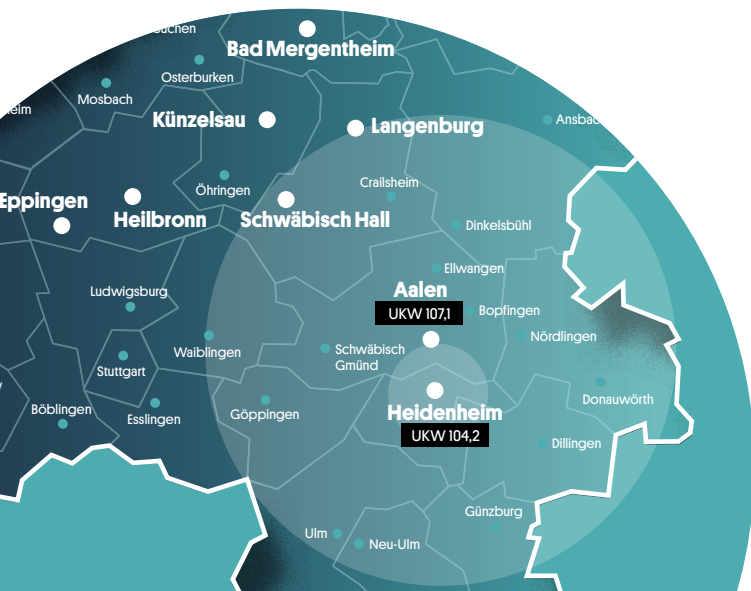 Bad Mergentheim
Osterburken
Mosbach
Künzelsau
Langenburg
Crailsheim
Öhringen
Eppingen
Heilbronn
Schwäbisch Hall
Dinkelsbühl
Ellwangen
Aalen
UKW 107,1
Bopfingen
Ludwigsburg
Nördlingen
Waiblingen
Schwäbisch
Gmünd
Stuttgart
Donauwörth
Böblingen
Esslingen
Göppingen
Heidenheim
UKW 104,2
Dillingen
Günzburg
Ulm
Neu-Ulm